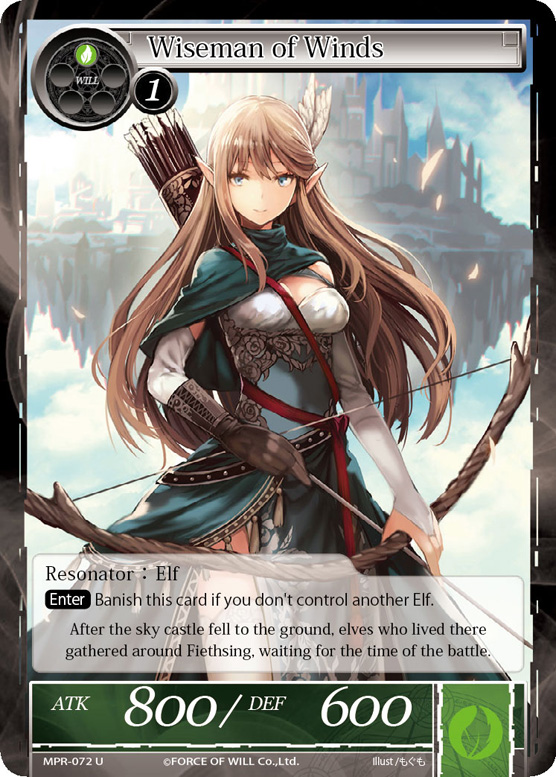 Wiseman of Winds
WILL
1
Resonator : Elf
Enter Banish this card if you don't control another Elf.
After the sky castle fell to the ground, elves who lived there
gathered around Fiethsing, waiting for the time of the battle.
ATK 800 / DEF 600
MPR-072 U ©FORCE OF WILL Co.,Ltd. Illust /もぐも